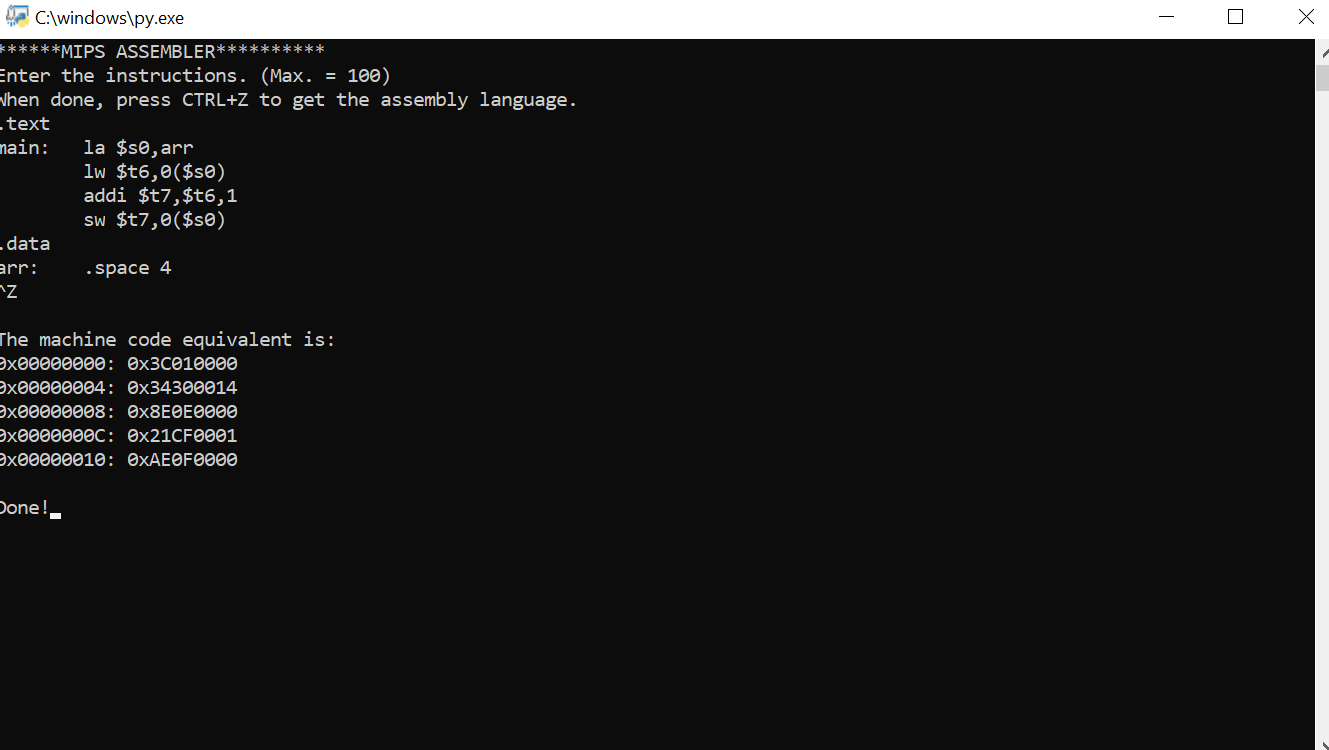 C:\windows\py.exe
******MIPS ASSEMBLER**********
Enter the instructions. (Max. = 100)
When done, press CTRL+Z to get the assembly language.
.text
main:   la $s0,arr
        lw $t6,0($s0)
        addi $t7,$t6,1
        sw $t7,0($s0)
.data
arr:    .space 4
^Z
The machine code equivalent is:
0x00000000: 0x3C010000
0x00000004: 0x34300014
0x00000008: 0x8E0E0000
0x0000000C: 0x21CF0001
0x00000010: 0xAE0F0000
Done!